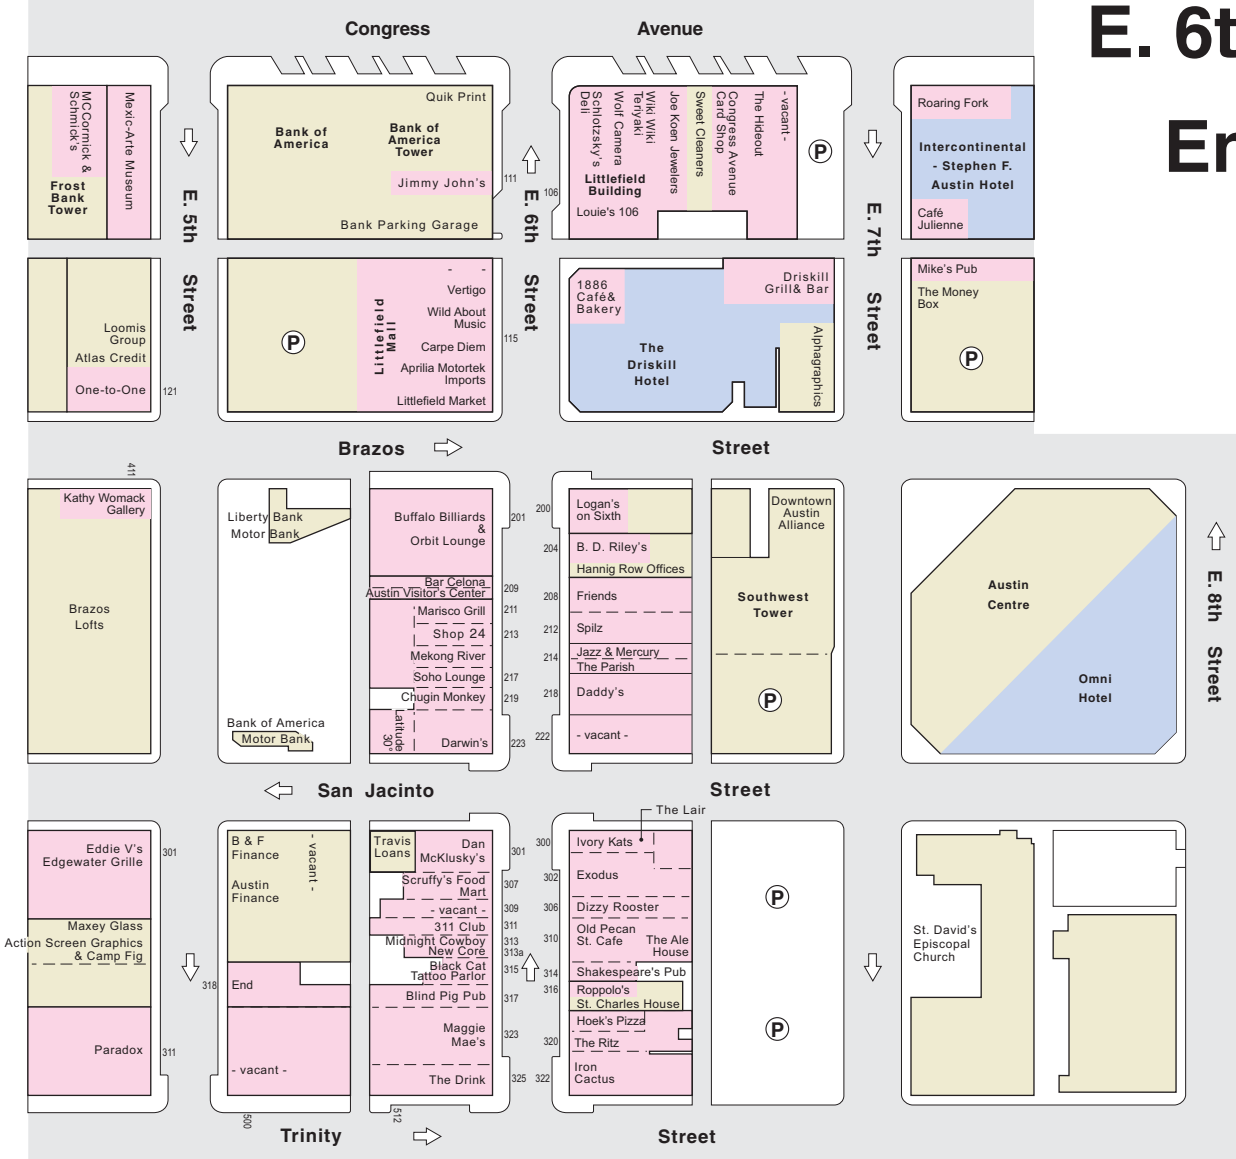 Congress Avenue
E. 6t
En
MCCormick &
Schmick's
Frost
Bank
Tower
Mexic-Arte Museum
E. 5th
Street
Quik Print
Bank of
America
Bank of
America
Tower
Jimmy John's
Bank Parking Garage
111
106
E. 6th
Street
Schlotzsky's
Deli
Wolf Camera
Wiki Wiki
Teriyaki
Joe Koen Jewelers
Sweet Cleaners
Congress Avenue
Card Shop
The Hideout
- vacant -
Littlefield
Building
Louie's 106
P
E. 7th
Street
Roaring Fork
Intercontinental
- Stephen F.
Austin Hotel
Café
Julienne
Loomis
Group
Atlas Credit
One-to-One
121
P
Littlefield
Mall
- -
Vertigo
Wild About
Music
Carpe Diem
Aprilia Motortek
Imports
Littlefield Market
115
1886
Café&
Bakery
The
Driskill
Hotel
Driskill
Grill& Bar
Alphagraphics
Mike's Pub
The Money
Box
P
Brazos Street
411
Kathy Womack
Gallery
Brazos
Lofts
Liberty Bank
Motor Bank
Bank of America
Motor Bank
Buffalo Billiards
&
Orbit Lounge
Bar Celona
Austin Visitor's Center
Marisco Grill
Shop 24
Mekong River
Soho Lounge
Chugin Monkey
Latitude
30°
Darwin's
201
209
211
213
217
219
223
200
204
208
212
214
218
222
Logan's
on Sixth
B. D. Riley's
Hannig Row Offices
Friends
Spilz
Jazz & Mercury
The Parish
Daddy's
- vacant -
Downtown
Austin
Alliance
Southwest
Tower
P
Austin
Centre
Omni
Hotel
E. 8th
Street
San Jacinto Street
Eddie V's
Edgewater Grille
301
Maxey Glass
Action Screen Graphics
& Camp Fig
Paradox
311
B & F
Finance
- vacant -
Austin
Finance
318
End
- vacant -
500
Travis
Loans
Dan
McKlusky's
Scruffy's Food
Mart
- vacant -
311 Club
Midnight Cowboy
New Core
Black Cat
Tattoo Parlor
Blind Pig Pub
Maggie
Mae's
The Drink
512
301
307
309
311
313
313a
315
317
323
325
300
302
306
310
314
316
320
322
The Lair
Ivory Kats
Exodus
Dizzy Rooster
Old Pecan
St. Cafe
The Ale
House
Shakespeare's Pub
Roppolo's
St. Charles House
Hoek's Pizza
The Ritz
Iron
Cactus
P
P
St. David's
Episcopal
Church
Trinity Street